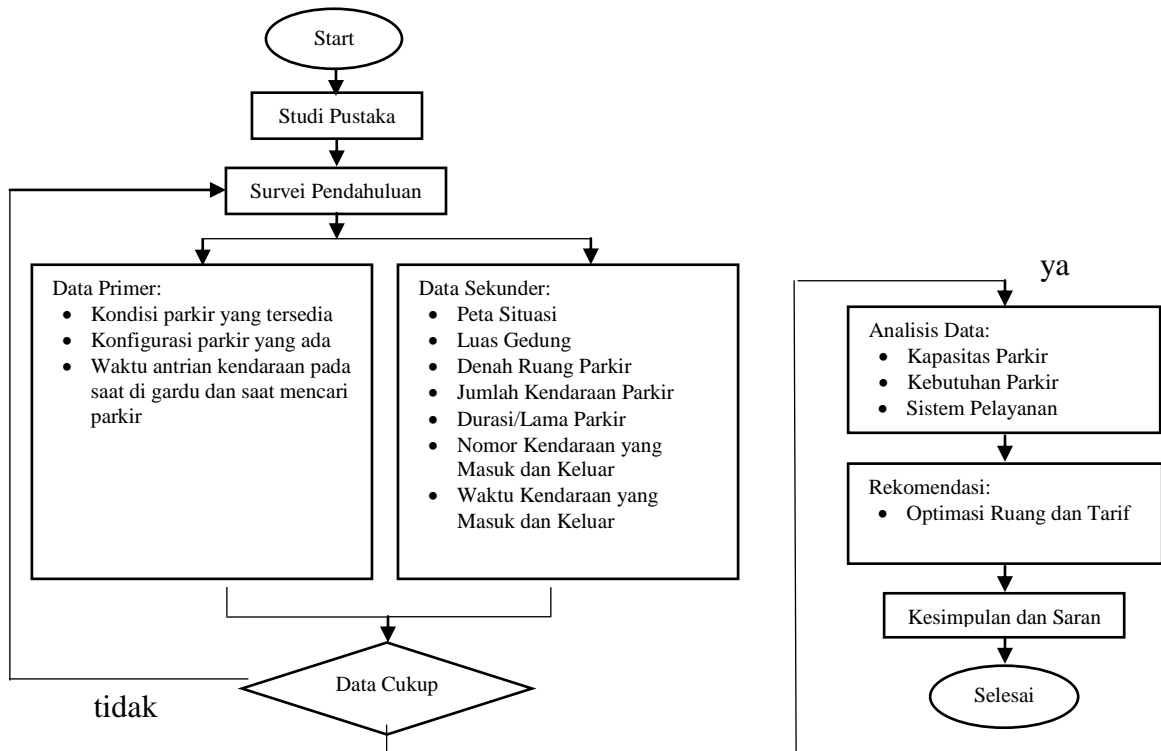 Start
Studi Pustaka
Survei Pendahuluan
Data Primer:
• Kondisi parkir yang tersedia
• Konfigurasi parkir yang ada
• Waktu antrian kendaraan pada
saat di gardu dan saat mencari
parkir
Data Sekunder:
• Peta Situasi
• Luas Gedung
• Denah Ruang Parkir
• Jumlah Kendaraan Parkir
• Durasi/Lama Parkir
• Nomor Kendaraan yang
Masuk dan Keluar
• Waktu Kendaraan yang
Masuk dan Keluar
Data Cukup
tidak
ya
Analisis Data:
• Kapasitas Parkir
• Kebutuhan Parkir
• Sistem Pelayanan
Rekomendasi:
• Optimasi Ruang dan Tarif
Kesimpulan dan Saran
Selesai